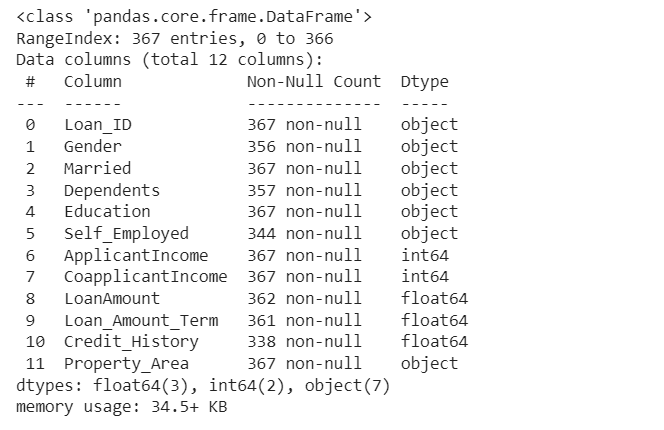 <class 'pandas.core.frame.DataFrame'>
RangeIndex: 367 entries, 0 to 366
Data columns (total 12 columns):
 #   Column             Non-Null Count  Dtype
---  ------             --------------  -----
 0   Loan_ID            367 non-null    object
 1   Gender             356 non-null    object
 2   Married            367 non-null    object
 3   Dependents         357 non-null    object
 4   Education          367 non-null    object
 5   Self_Employed      344 non-null    object
 6   ApplicantIncome    367 non-null    int64
 7   CoapplicantIncome  367 non-null    int64
 8   LoanAmount         362 non-null    float64
 9   Loan_Amount_Term   361 non-null    float64
 10  Credit_History     338 non-null    float64
 11  Property_Area      367 non-null    object
dtypes: float64(3), int64(2), object(7)
memory usage: 34.5+ KB